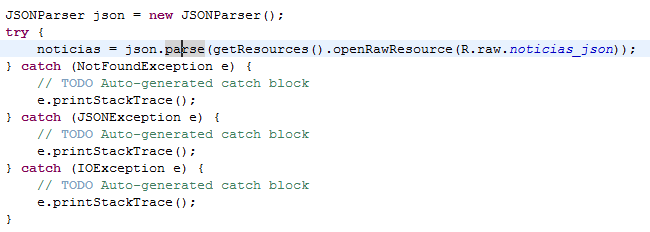 JSONParser json = new JSONParser();
try {
    noticias = json.parse(getResources().openRawResource(R.raw.noticias_json));
} catch (NotFoundException e) {
    // TODO Auto-generated catch block
    e.printStackTrace();
} catch (JSONException e) {
    // TODO Auto-generated catch block
    e.printStackTrace();
} catch (IOException e) {
    // TODO Auto-generated catch block
    e.printStackTrace();
}